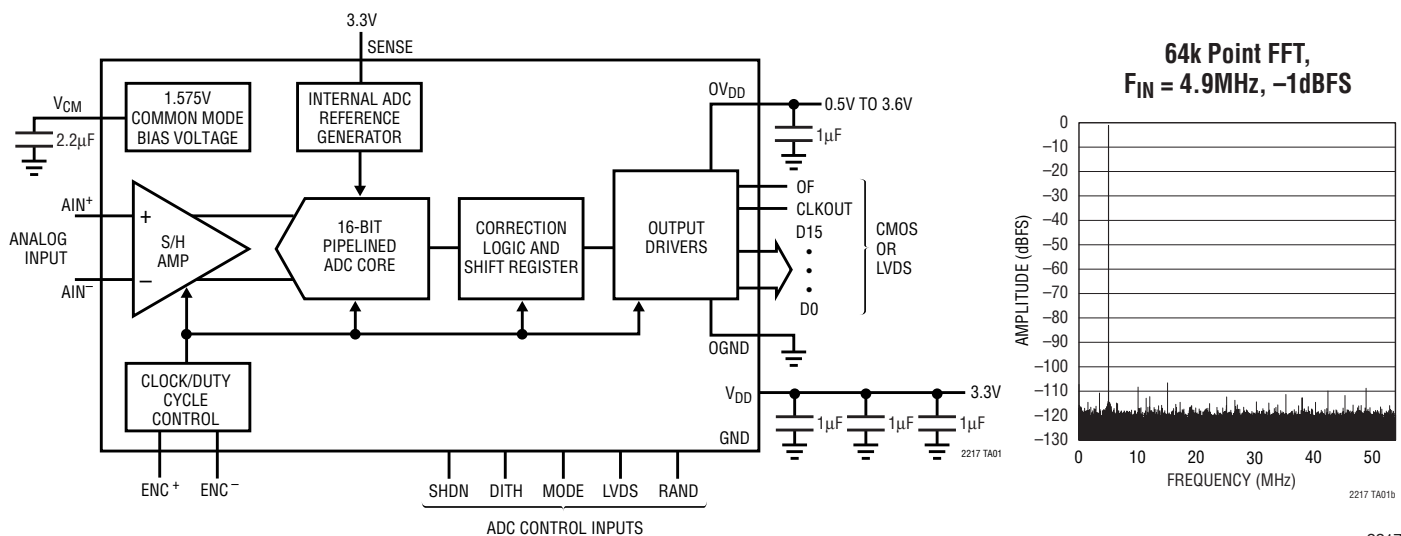 3.3V
SENSE
VCM
2.2µF
1.575V
COMMON MODE
BIAS VOLTAGE
INTERNAL ADC
REFERENCE
GENERATOR
OVDD
0.5V TO 3.6V
1µF
AIN+
ANALOG
INPUT
AIN−
+
−
S/H
AMP
16-BIT
PIPELINED
ADC CORE
CORRECTION
LOGIC AND
SHIFT REGISTER
OUTPUT
DRIVERS
OF
CLKOUT
D15
•
•
•
D0
CMOS
OR
LVDS
OGND
CLOCK/DUTY
CYCLE
CONTROL
VDD
3.3V
1µF
1µF
1µF
GND
2217 TA01
ENC+
ENC−
SHDN
DITH
MODE
LVDS
RAND
ADC CONTROL INPUTS
64k Point FFT,
FIN = 4.9MHz, –1dBFS
AMPLITUDE (dBFS)
0
–10
–20
–30
–40
–50
–60
–70
–80
–90
–100
–110
–120
–130
0
10
20
30
40
50
FREQUENCY (MHz)
2217 TA01b